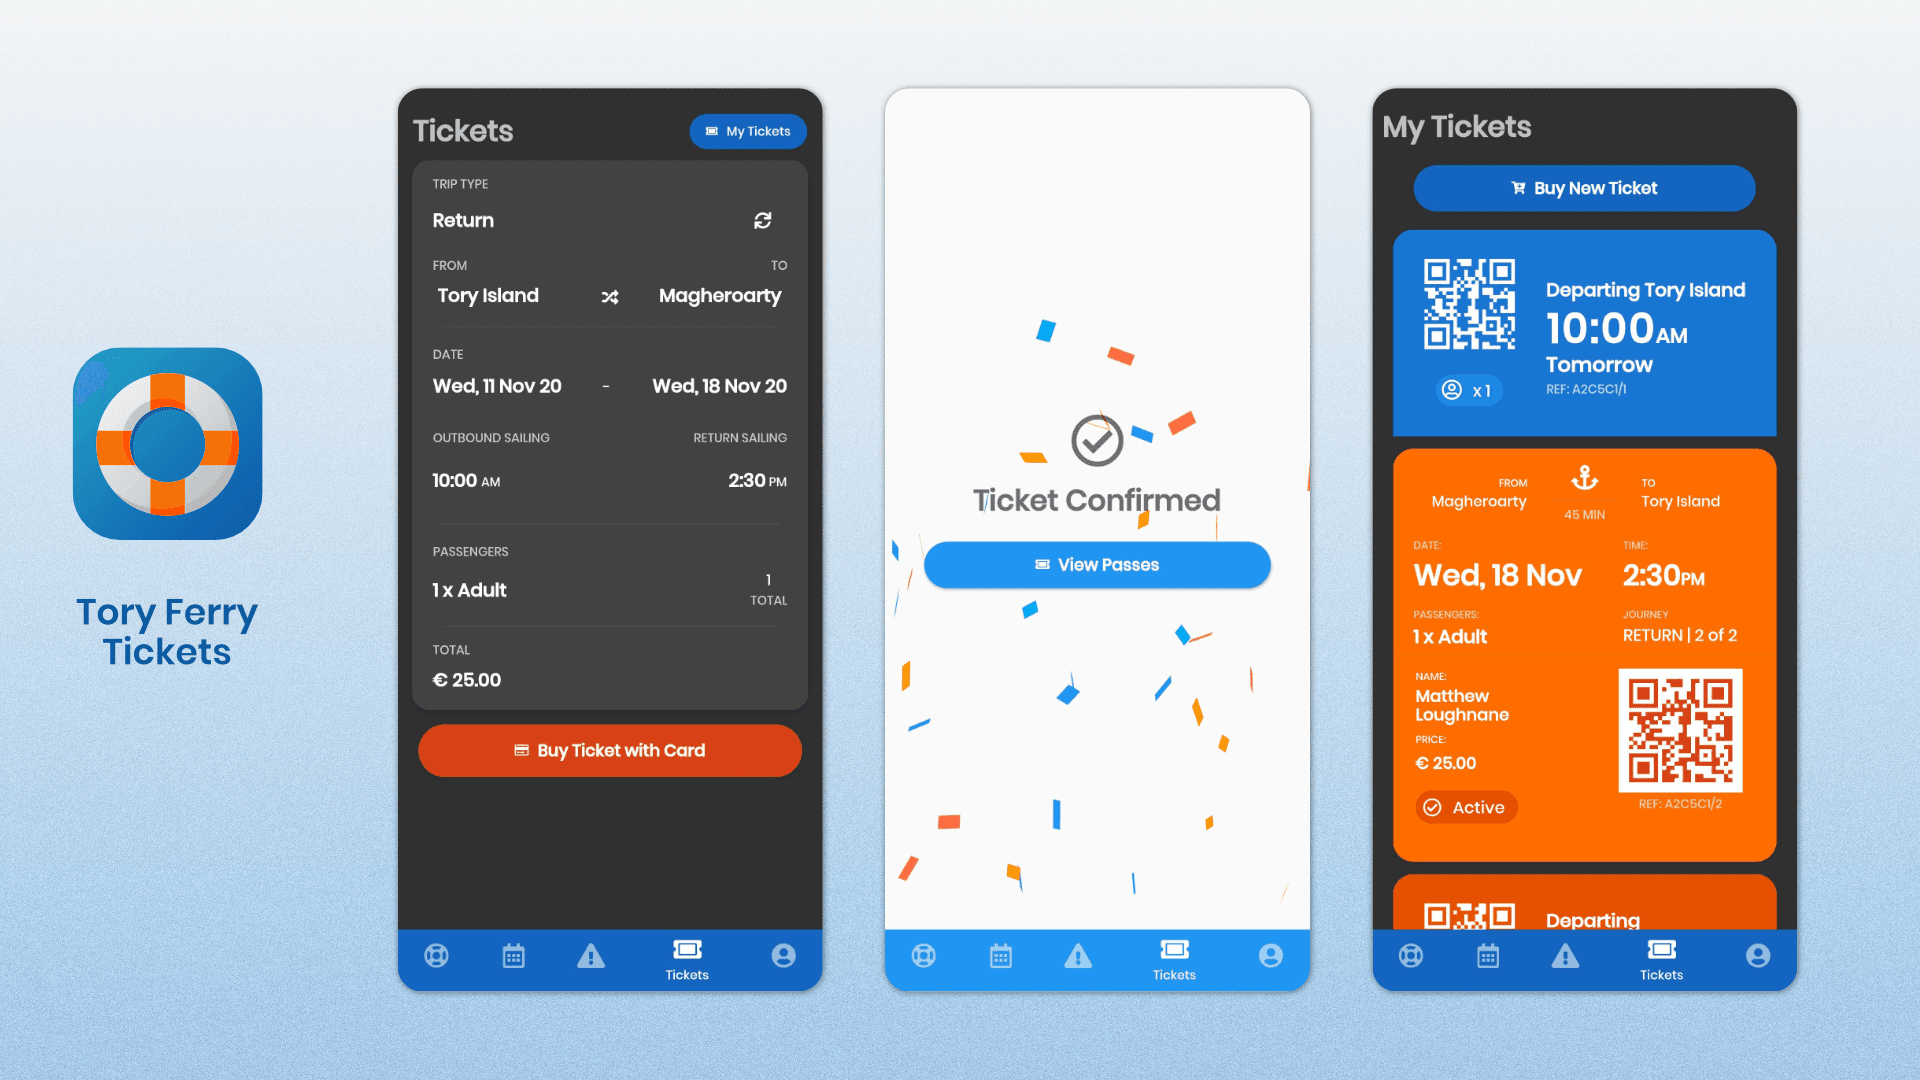 Tory Ferry
Tickets
Tickets
My Tickets
TRIP TYPE
Return
FROM TO
Tory Island Magheroarty
DATE
Wed, 11 Nov 20 - Wed, 18 Nov 20
OUTBOUND SAILING RETURN SAILING
10:00 AM 2:30 PM
PASSENGERS
1 x Adult
1
TOTAL
TOTAL
€ 25.00
Buy Ticket with Card
Tickets
Ticket Confirmed
View Passes
Tickets
My Tickets
Buy New Ticket
Departing Tory Island
10:00AM
Tomorrow
REF: A2C5C1/1
x 1
FROM TO
Magheroarty Tory Island
45 MIN
DATE: TIME:
Wed, 18 Nov 2:30PM
PASSENGERS: JOURNEY
1 x Adult RETURN | 2 of 2
NAME:
Matthew
Loughnane
PRICE:
€ 25.00
Active
REF: A2C5C1/2
Departing
Tickets